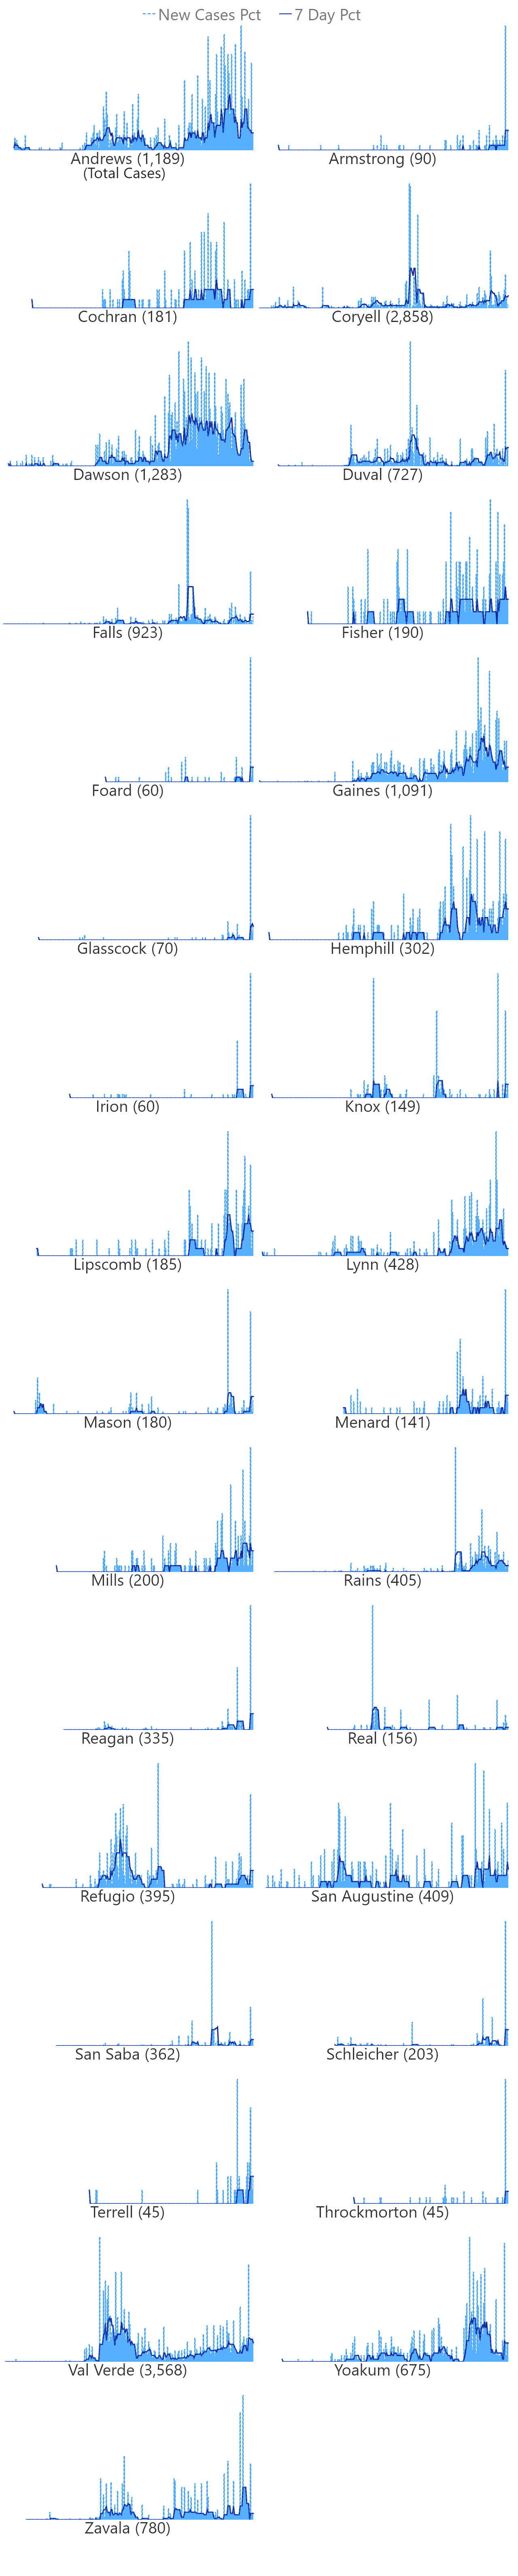 New Cases Pct 7 Day Pct
Andrews (1,189) Armstrong (90)
(Total Cases)
Cochran (181) Coryell (2,858)
Dawson (1,283) Duval (727)
Falls (923) Fisher (190)
Foard (60) Gaines (1,091)
Glasscock (70) Hemphill (302)
Irion (60) Knox (149)
Lipscomb (185) Lynn (428)
Mason (180) Menard (141)
Mills (200) Rains (405)
Reagan (335) Real (156)
Refugio (395) San Augustine (409)
San Saba (362) Schleicher (203)
Terrell (45) Throckmorton (45)
Val Verde (3,568) Yoakum (675)
Zavala (780)